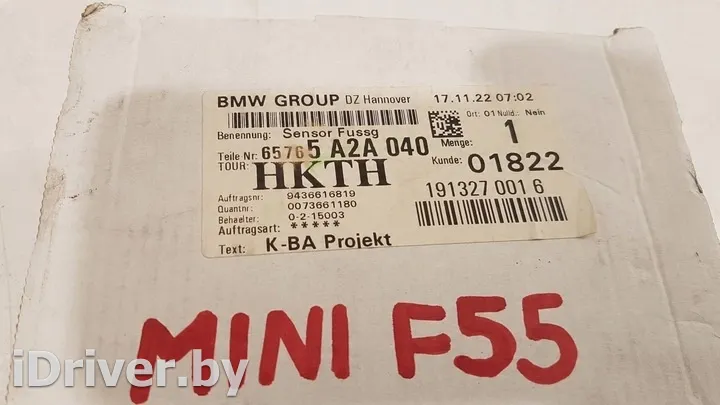 BMW GROUP DZ Hannover 17.11.22 07:02
Benennung: Sensor Fussg Ort: 01 Nulld.: Nein
Teile Nr. 65765 A2A 040 Menge: 1
TOUR: HKTH Kunde: 01822
Auftragsnr: 9436616819 191327 001 6
Quantnr: 0073661180
Behaelter: 0-2-15003
Auftragsart: *****
Text: K-BA Projekt
MINI F55
iDriver.by